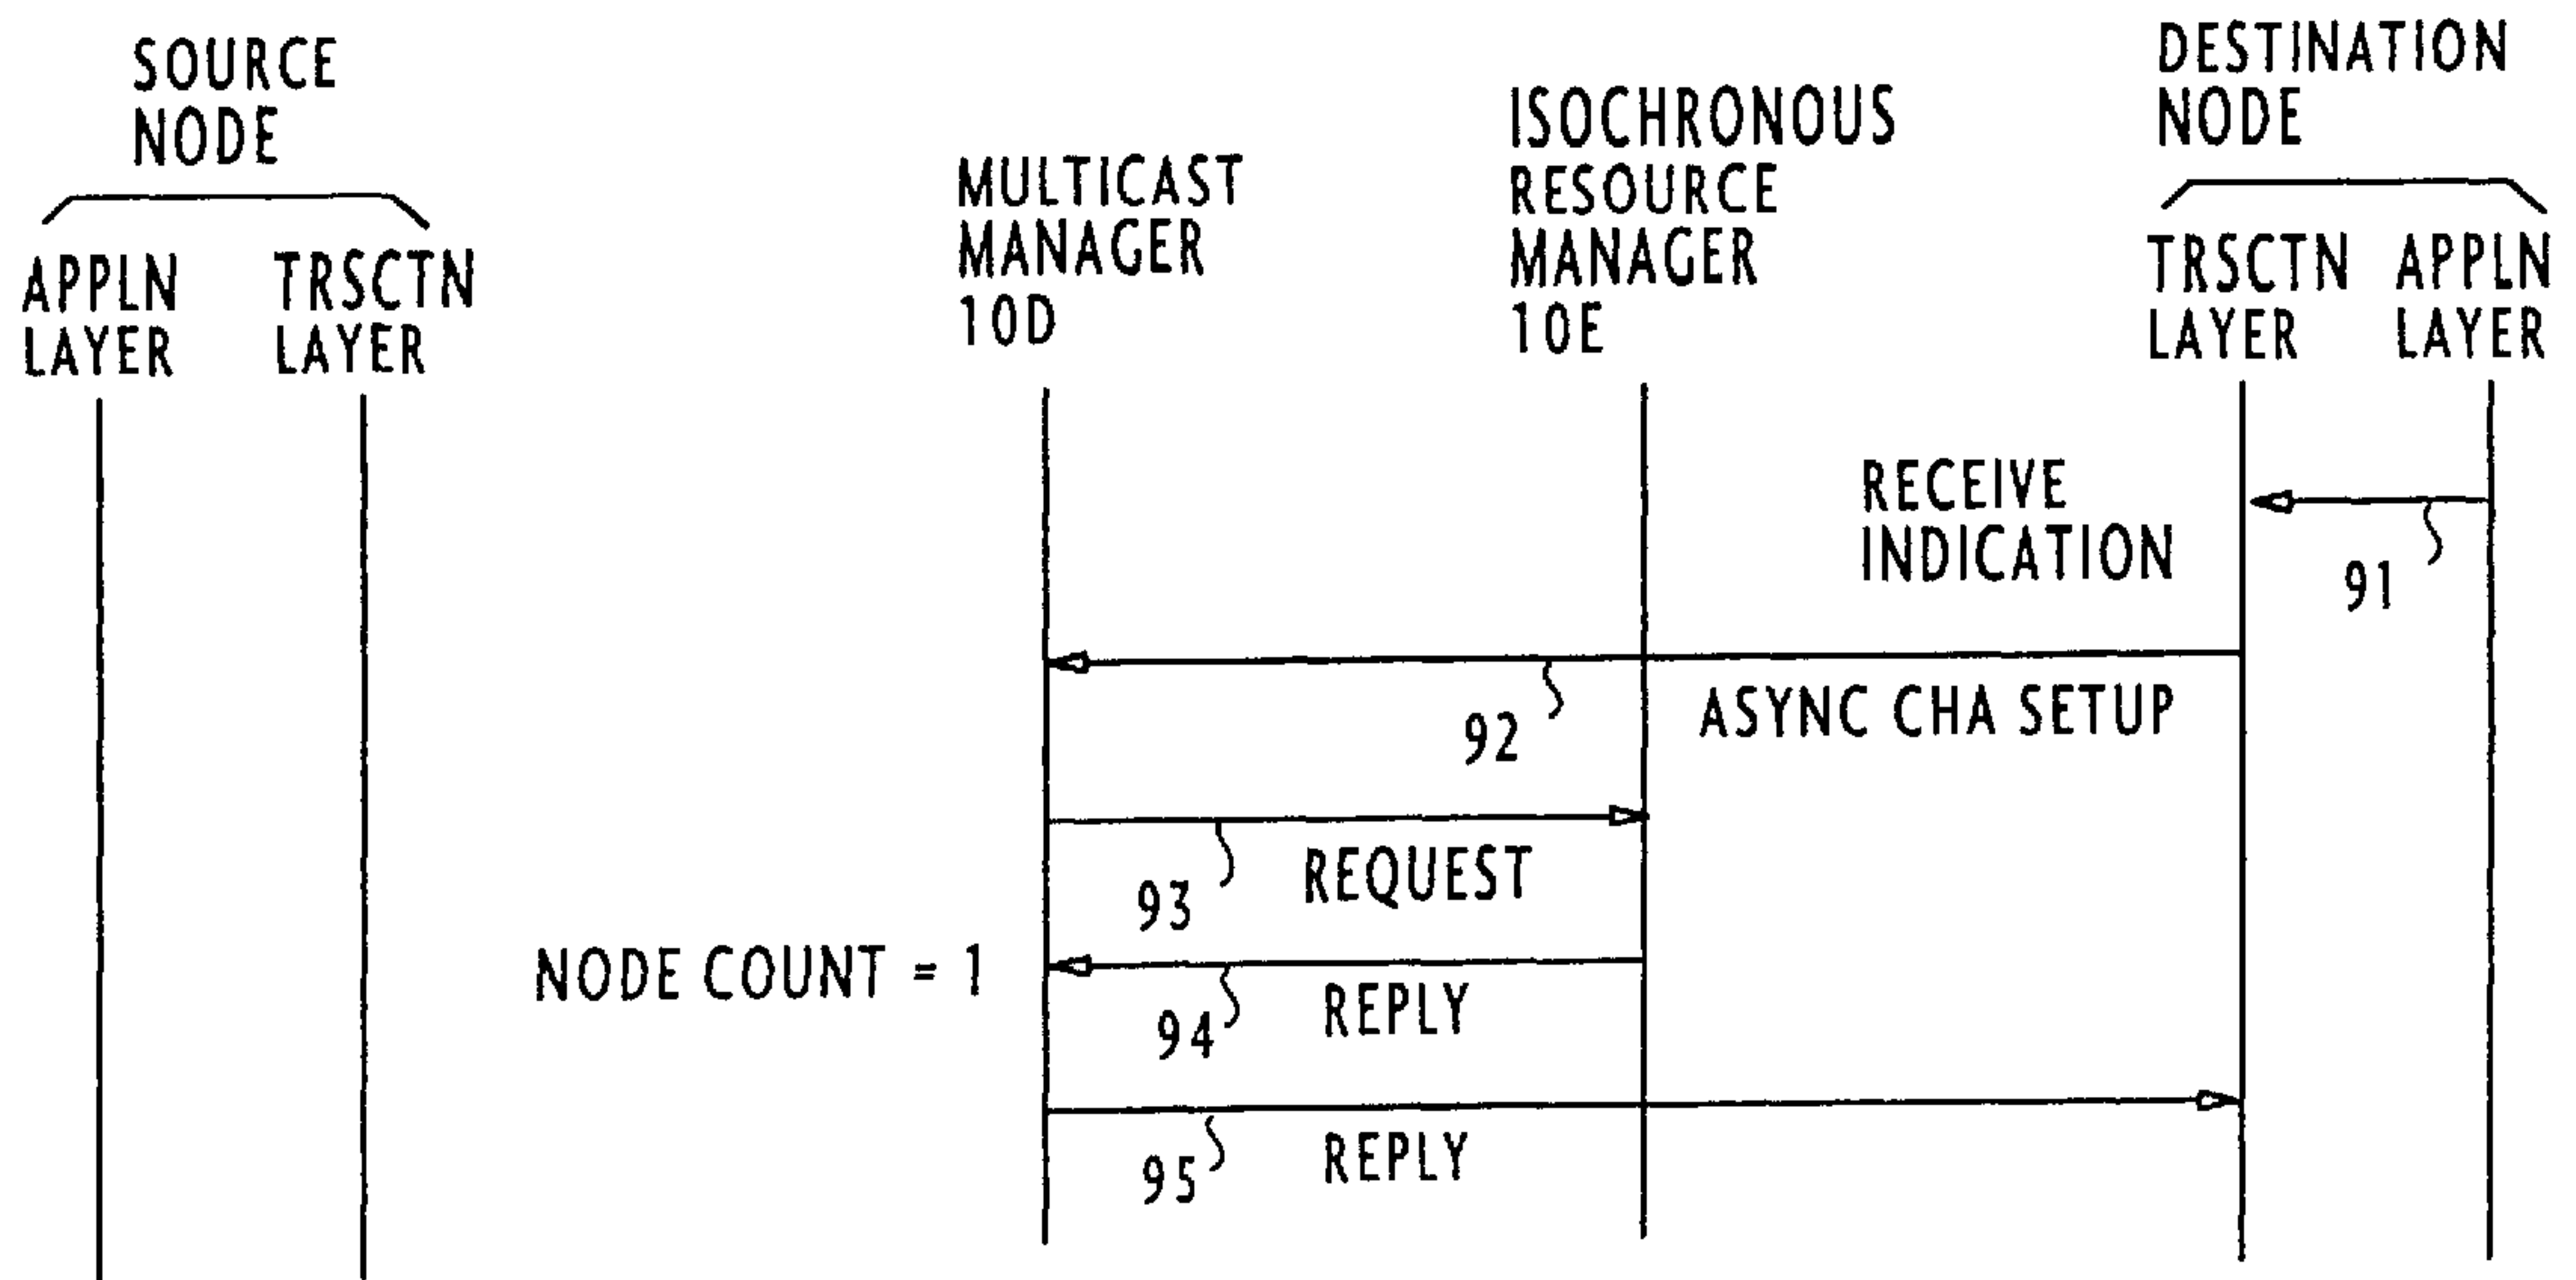 SOURCE
NODE
APPLN
LAYER
TRSCTN
LAYER
MULTICAST
MANAGER
10D
ISOCHRONOUS
RESOURCE
MANAGER
10E
DESTINATION
NODE
TRSCTN
LAYER
APPLN
LAYER
RECEIVE
INDICATION
91
92
ASYNC CHA SETUP
93
REQUEST
NODE COUNT = 1
94
REPLY
95
REPLY